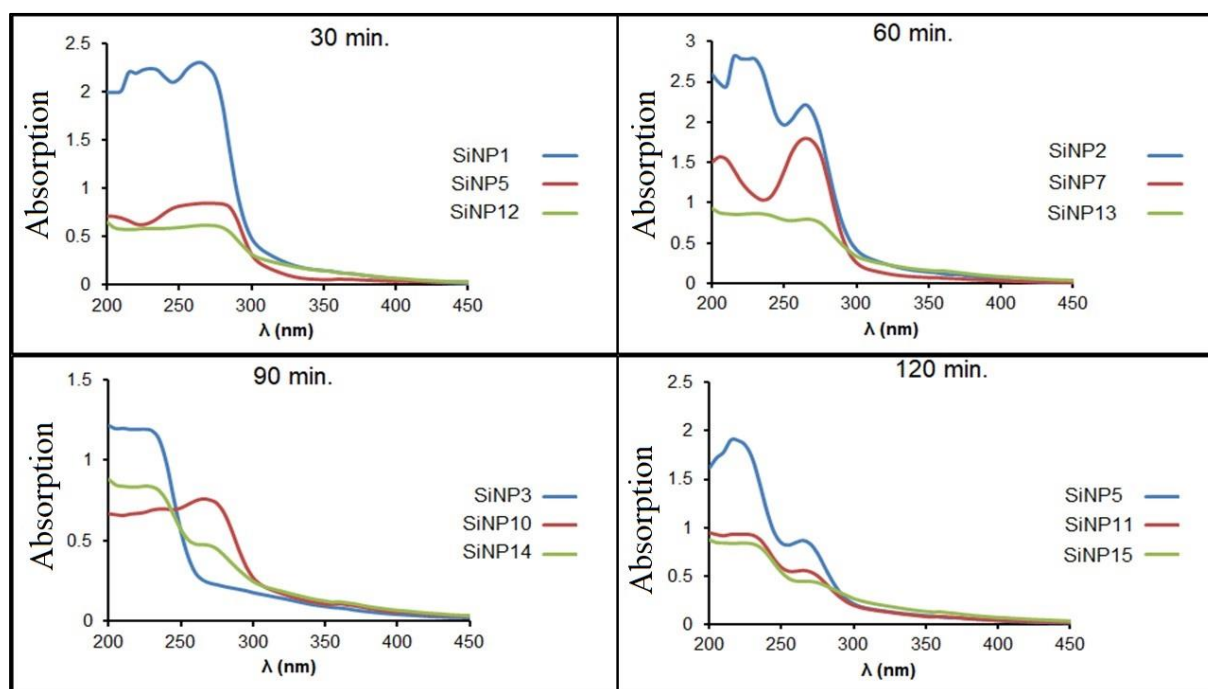 30 min.
2.5
2
1.5
1
0.5
0
Absorption
SiNP1
SiNP5
SiNP12
200 250 300 350 400 450
λ (nm)
60 min.
3
2.5
2
1.5
1
0.5
0
Absorption
SiNP2
SiNP7
SiNP13
200 250 300 350 400 450
λ (nm)
90 min.
1.5
1
0.5
0
Absorption
SiNP3
SiNP10
SiNP14
200 250 300 350 400 450
λ (nm)
120 min.
2.5
2
1.5
1
0.5
0
Absorption
SiNP5
SiNP11
SiNP15
200 250 300 350 400 450
λ (nm)